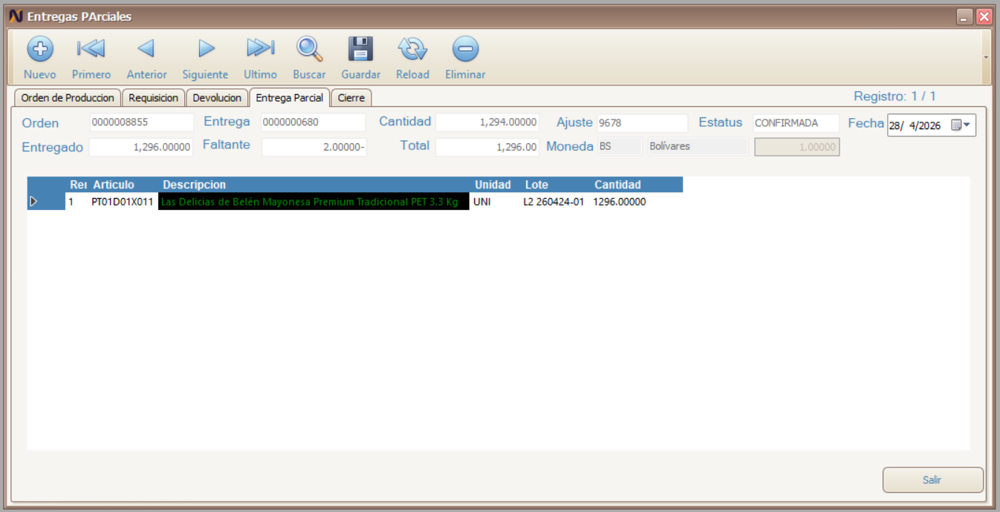 Entregas PArciales
Nuevo Primero Anterior Siguiente Ultimo Buscar Guardar Reload Eliminar
Orden de Produccion Requisicion Devolucion Entrega Parcial Cierre Registro: 1 / 1
Orden 0000008855 Entrega 0000000680 Cantidad 1,294.00000 Ajuste 9678 Estatus CONFIRMADA Fecha 28/ 4/2026
Entregado 1,296.00000 Faltante 2.00000- Total 1,296.00 Moneda BS Bolívares 1.00000
Rei Articulo Descripcion Unidad Lote Cantidad
1 PT01D01X011 Las Delicias de Belén Mayonesa Premium Tradicional PET 3.3 Kg UNI L2 260424-01 1296.00000
Salir